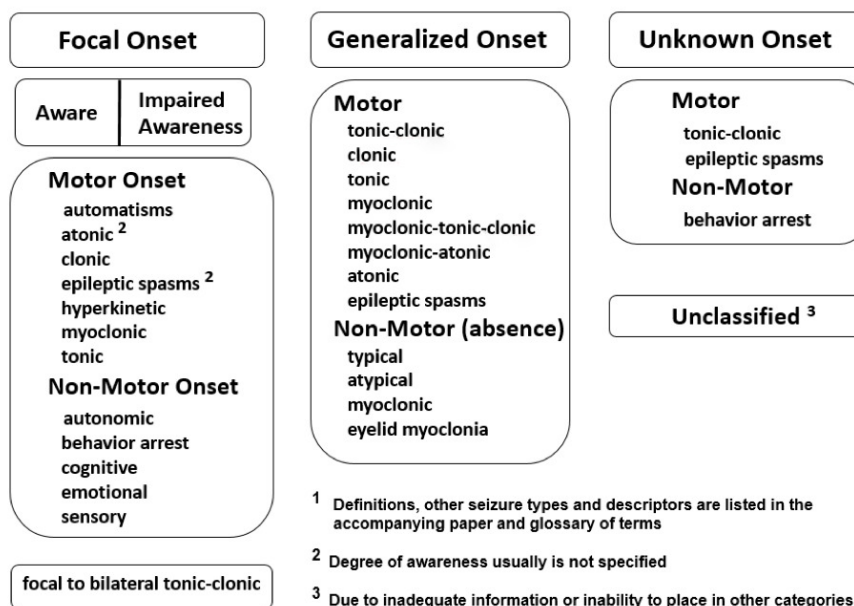 Focal Onset
Aware
Impaired
Awareness
Motor Onset
automatisms
atonic ²
clonic
epileptic spasms ²
hyperkinetic
myoclonic
tonic
Non-Motor Onset
autonomic
behavior arrest
cognitive
emotional
sensory
focal to bilateral tonic-clonic
Generalized Onset
Motor
tonic-clonic
clonic
tonic
myoclonic
myoclonic-tonic-clonic
myoclonic-atonic
atonic
epileptic spasms
Non-Motor (absence)
typical
atypical
myoclonic
eyelid myoclonia
Unknown Onset
Motor
tonic-clonic
epileptic spasms
Non-Motor
behavior arrest
Unclassified ³
¹ Definitions, other seizure types and descriptors are listed in the
accompanying paper and glossary of terms
² Degree of awareness usually is not specified
³ Due to inadequate information or inability to place in other categories